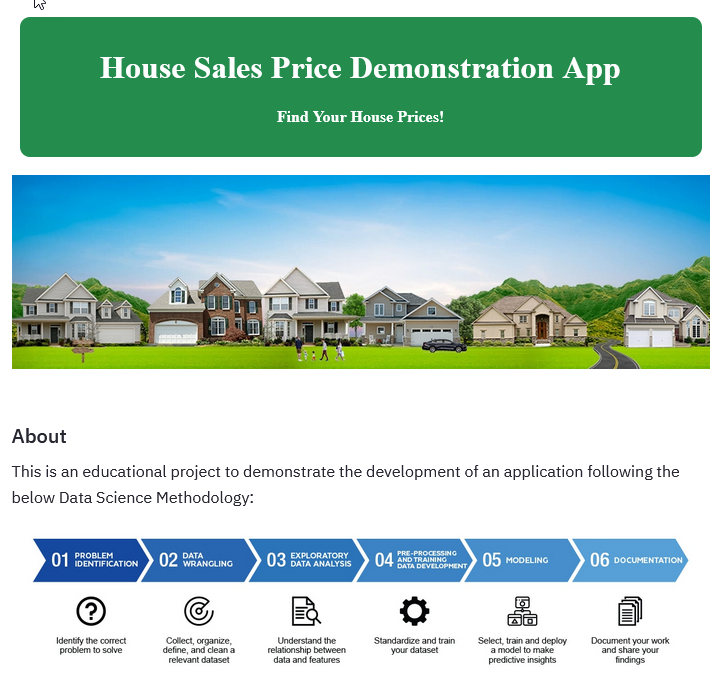 House Sales Price Demonstration App
Find Your House Prices!
About
This is an educational project to demonstrate the development of an application following the
below Data Science Methodology:
01 PROBLEM
IDENTIFICATION
02 DATA
WRANGLING
03 EXPLORATORY
DATA ANALYSIS
04 PRE-PROCESSING
AND TRAINING
DATA DEVELOPMENT
05 MODELING
06 DOCUMENTATION
Identify the correct
problem to solve
Collect, organize,
define, and clean a
relevant dataset
Understand the
relationship between
data and features
Standardize and train
your dataset
Select, train and deploy
a model to make
predictive insights
Document your work
and share your
findings